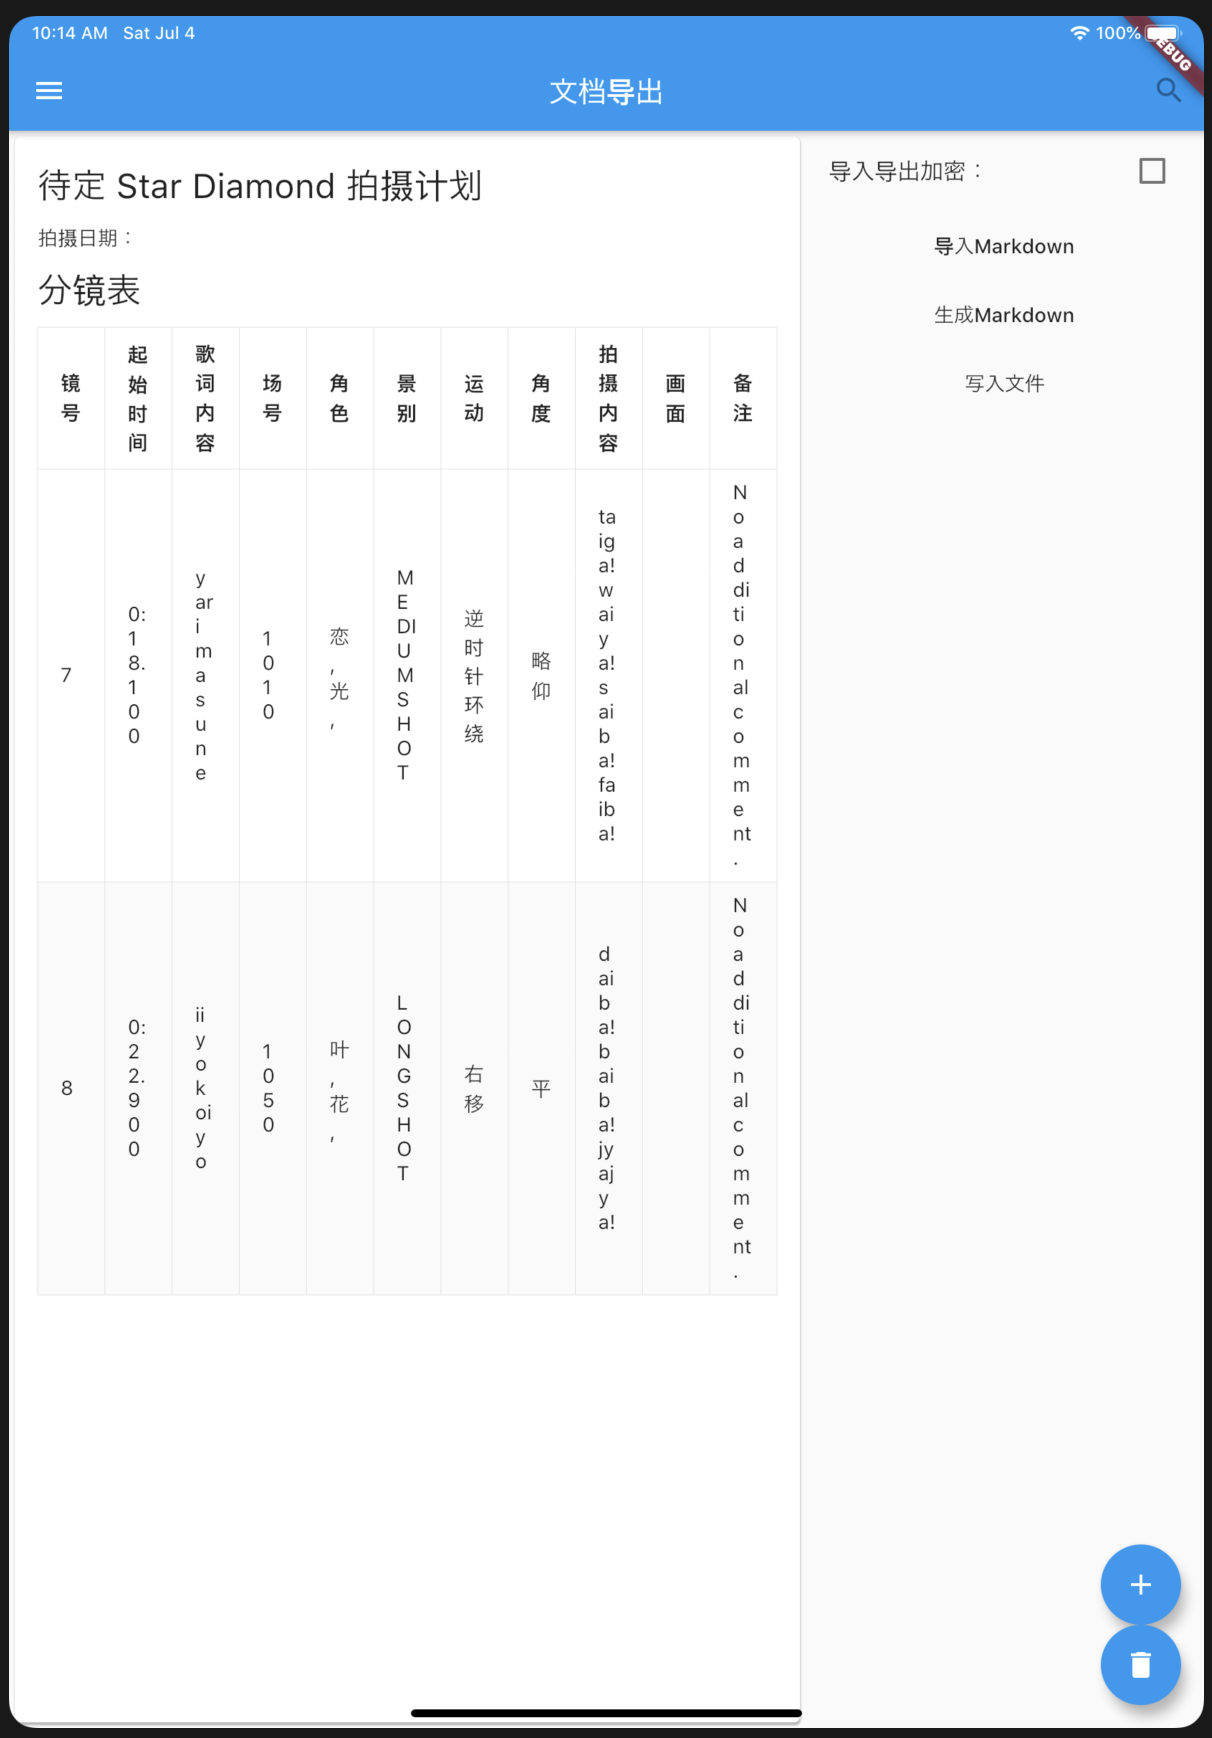 10:14 AM Sat Jul 4
100%
DEBUG
文档导出
待定 Star Diamond 拍摄计划
拍摄日期：
分镜表
镜号
起始时间
歌词内容
场号
角色
景别
运动
角度
拍摄内容
画面
备注
7
0:18.100
yarimasune
1010
恋,光,
MEDIUMSHOT
逆时针环绕
略仰
taiga!waiya!saiba!faiba!
Noadditionalcomment.
8
0:22.900
iiyokoiyo
1050
叶,花,
LONGSHOT
右移
平
daiba!baiba!jyajya!
Noadditionalcomment.
导入导出加密：
导入Markdown
生成Markdown
写入文件